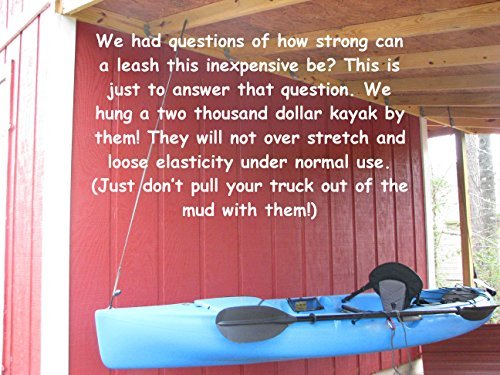 We had questions of how strong can
a leash this inexpensive be? This is
just to answer that question. We
hung a two thousand dollar kayak by
them! They will not over stretch and
loose elasticity under normal use.
(Just don't pull your truck out of the
mud with them!)